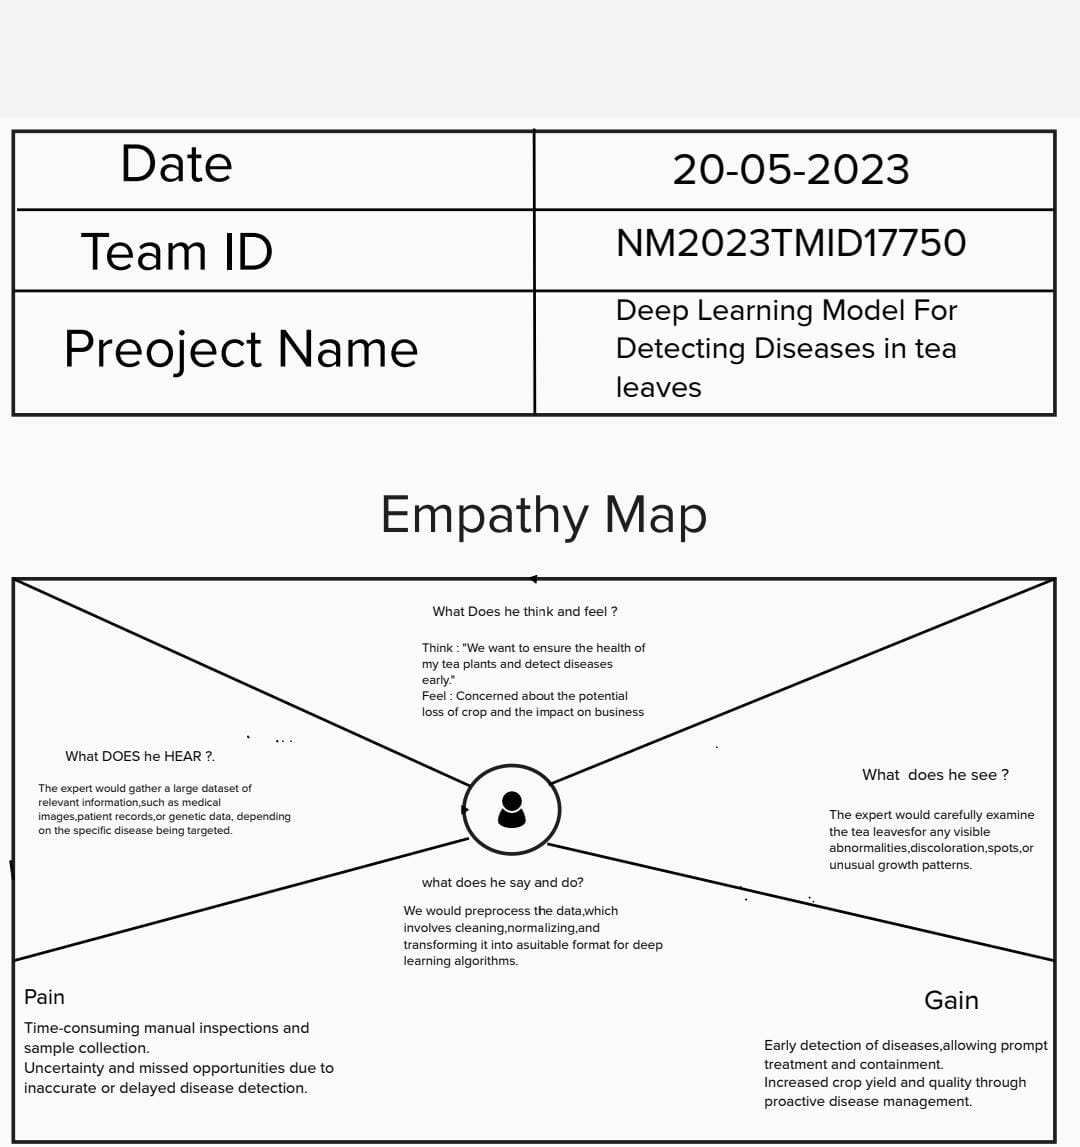 Date
20-05-2023
Team ID
NM2023TMID17750
Preoject Name
Deep Learning Model For
Detecting Diseases in tea
leaves
Empathy Map
What Does he think and feel ?
Think : "We want to ensure the health of
my tea plants and detect diseases
early."
Feel : Concerned about the potential
loss of crop and the impact on business
What DOES he HEAR ?.
The expert would gather a large dataset of
relevant information,such as medical
images,patient records,or genetic data, depending
on the specific disease being targeted.
What does he see ?
The expert would carefully examine
the tea leavesfor any visible
abnormalities,discoloration,spots,or
unusual growth patterns.
what does he say and do?
We would preprocess the data,which
involves cleaning,normalizing,and
transforming it into asuitable format for deep
learning algorithms.
Pain
Time-consuming manual inspections and
sample collection.
Uncertainty and missed opportunities due to
inaccurate or delayed disease detection.
Gain
Early detection of diseases,allowing prompt
treatment and containment.
Increased crop yield and quality through
proactive disease management.